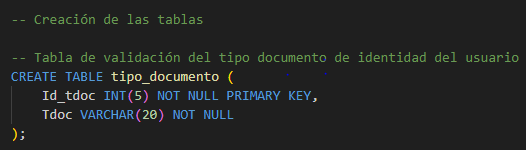 -- Creación de las tablas
-- Tabla de validación del tipo documento de identidad del usuario
CREATE TABLE tipo_documento (
    Id_tdoc INT(5) NOT NULL PRIMARY KEY,
    Tdoc VARCHAR(20) NOT NULL
);